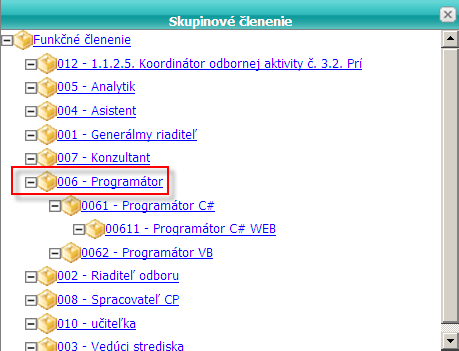 Skupinové členenie
Funkčné členenie
012 - 1.1.2.5. Koordinátor odbornej aktivity č. 3.2. Prí
005 - Analytik
004 - Asistent
001 - Generálmy riaditeľ
007 - Konzultant
006 - Programátor
0061 - Programátor C#
00611 - Programátor C# WEB
0062 - Programátor VB
002 - Riaditeľ odboru
008 - Spracovateľ CP
010 - učiteľka
003 - Vedúci strediska